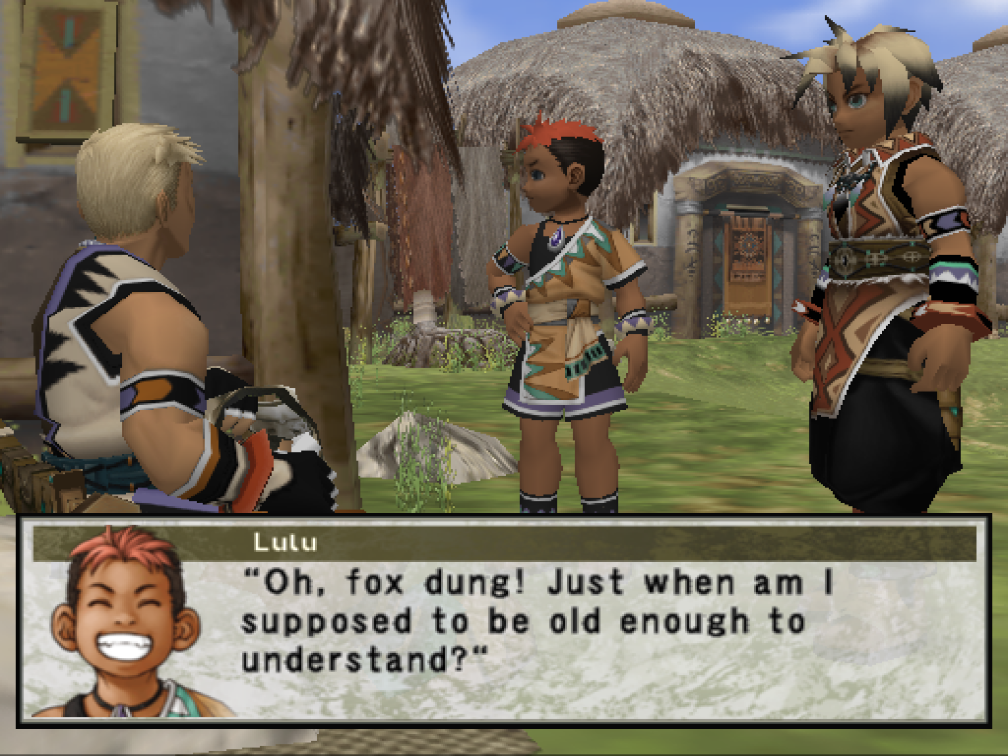 Lulu
“Oh, fox dung! Just when am I
supposed to be old enough to
understand?“